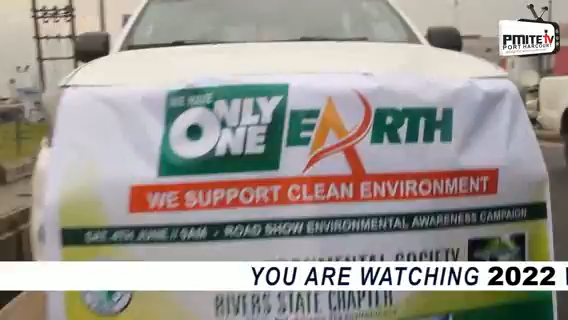 PMITE tv
PORT HARCOURT
WE HAVE
ONLY ONE EARTH
WE SUPPORT CLEAN ENVIRONMENT
SAT 4TH JUNE // 9AM - ROAD SHOW ENVIRONMENTAL AWARENESS CAMPAIGN
SOCIETY
YOU ARE WATCHING 2022
RIVERS STATE CHAPTER